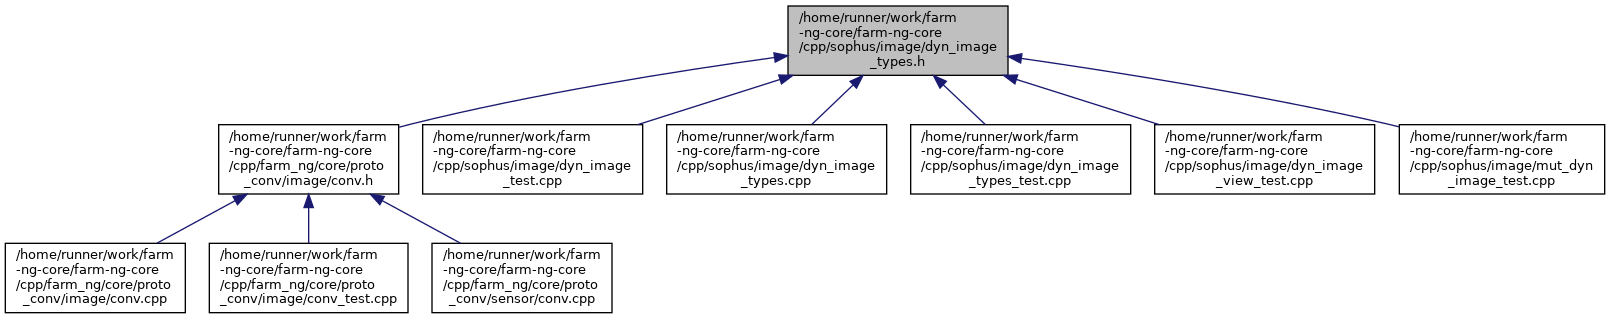 /home/runner/work/farm
-ng-core/farm-ng-core
/cpp/sophus/image/dyn_image
_types.h
/home/runner/work/farm
-ng-core/farm-ng-core
/cpp/farm_ng/core/proto
_conv/image/conv.h
/home/runner/work/farm
-ng-core/farm-ng-core
/cpp/sophus/image/dyn_image
_test.cpp
/home/runner/work/farm
-ng-core/farm-ng-core
/cpp/sophus/image/dyn_image
_types.cpp
/home/runner/work/farm
-ng-core/farm-ng-core
/cpp/sophus/image/dyn_image
_types_test.cpp
/home/runner/work/farm
-ng-core/farm-ng-core
/cpp/sophus/image/dyn_image
_view_test.cpp
/home/runner/work/farm
-ng-core/farm-ng-core
/cpp/sophus/image/mut_dyn
_image_test.cpp
/home/runner/work/farm
-ng-core/farm-ng-core
/cpp/farm_ng/core/proto
_conv/image/conv.cpp
/home/runner/work/farm
-ng-core/farm-ng-core
/cpp/farm_ng/core/proto
_conv/image/conv_test.cpp
/home/runner/work/farm
-ng-core/farm-ng-core
/cpp/farm_ng/core/proto
_conv/sensor/conv.cpp